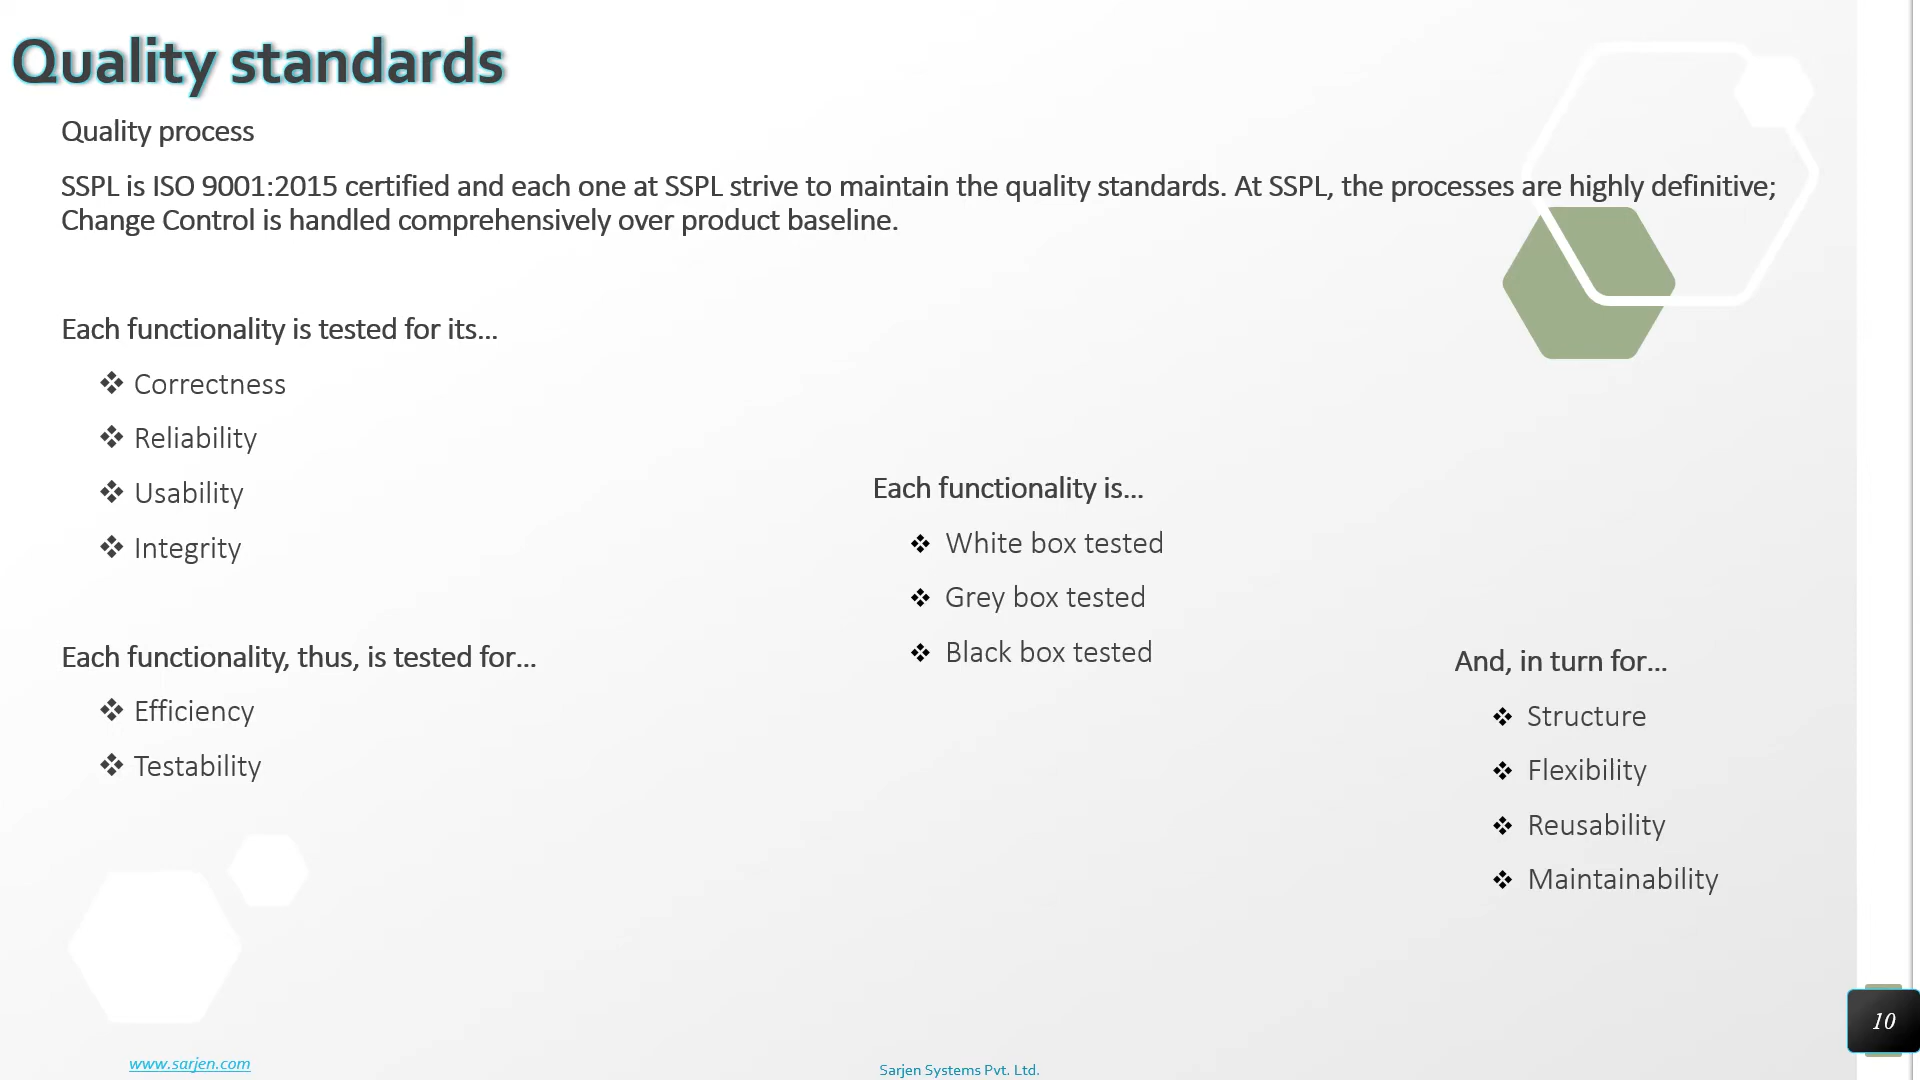 Quality standards
Quality process
SSPL is ISO 9001:2015 certified and each one at SSPL strive to maintain the quality standards. At SSPL, the processes are highly definitive;
Change Control is handled comprehensively over product baseline.
Each functionality is tested for its...
❖ Correctness
❖ Reliability
❖ Usability
❖ Integrity
Each functionality, thus, is tested for...
❖ Efficiency
❖ Testability
Each functionality is...
❖ White box tested
❖ Grey box tested
❖ Black box tested
And, in turn for...
❖ Structure
❖ Flexibility
❖ Reusability
❖ Maintainability
10
www.sarjen.com
Sarjen Systems Pvt. Ltd.